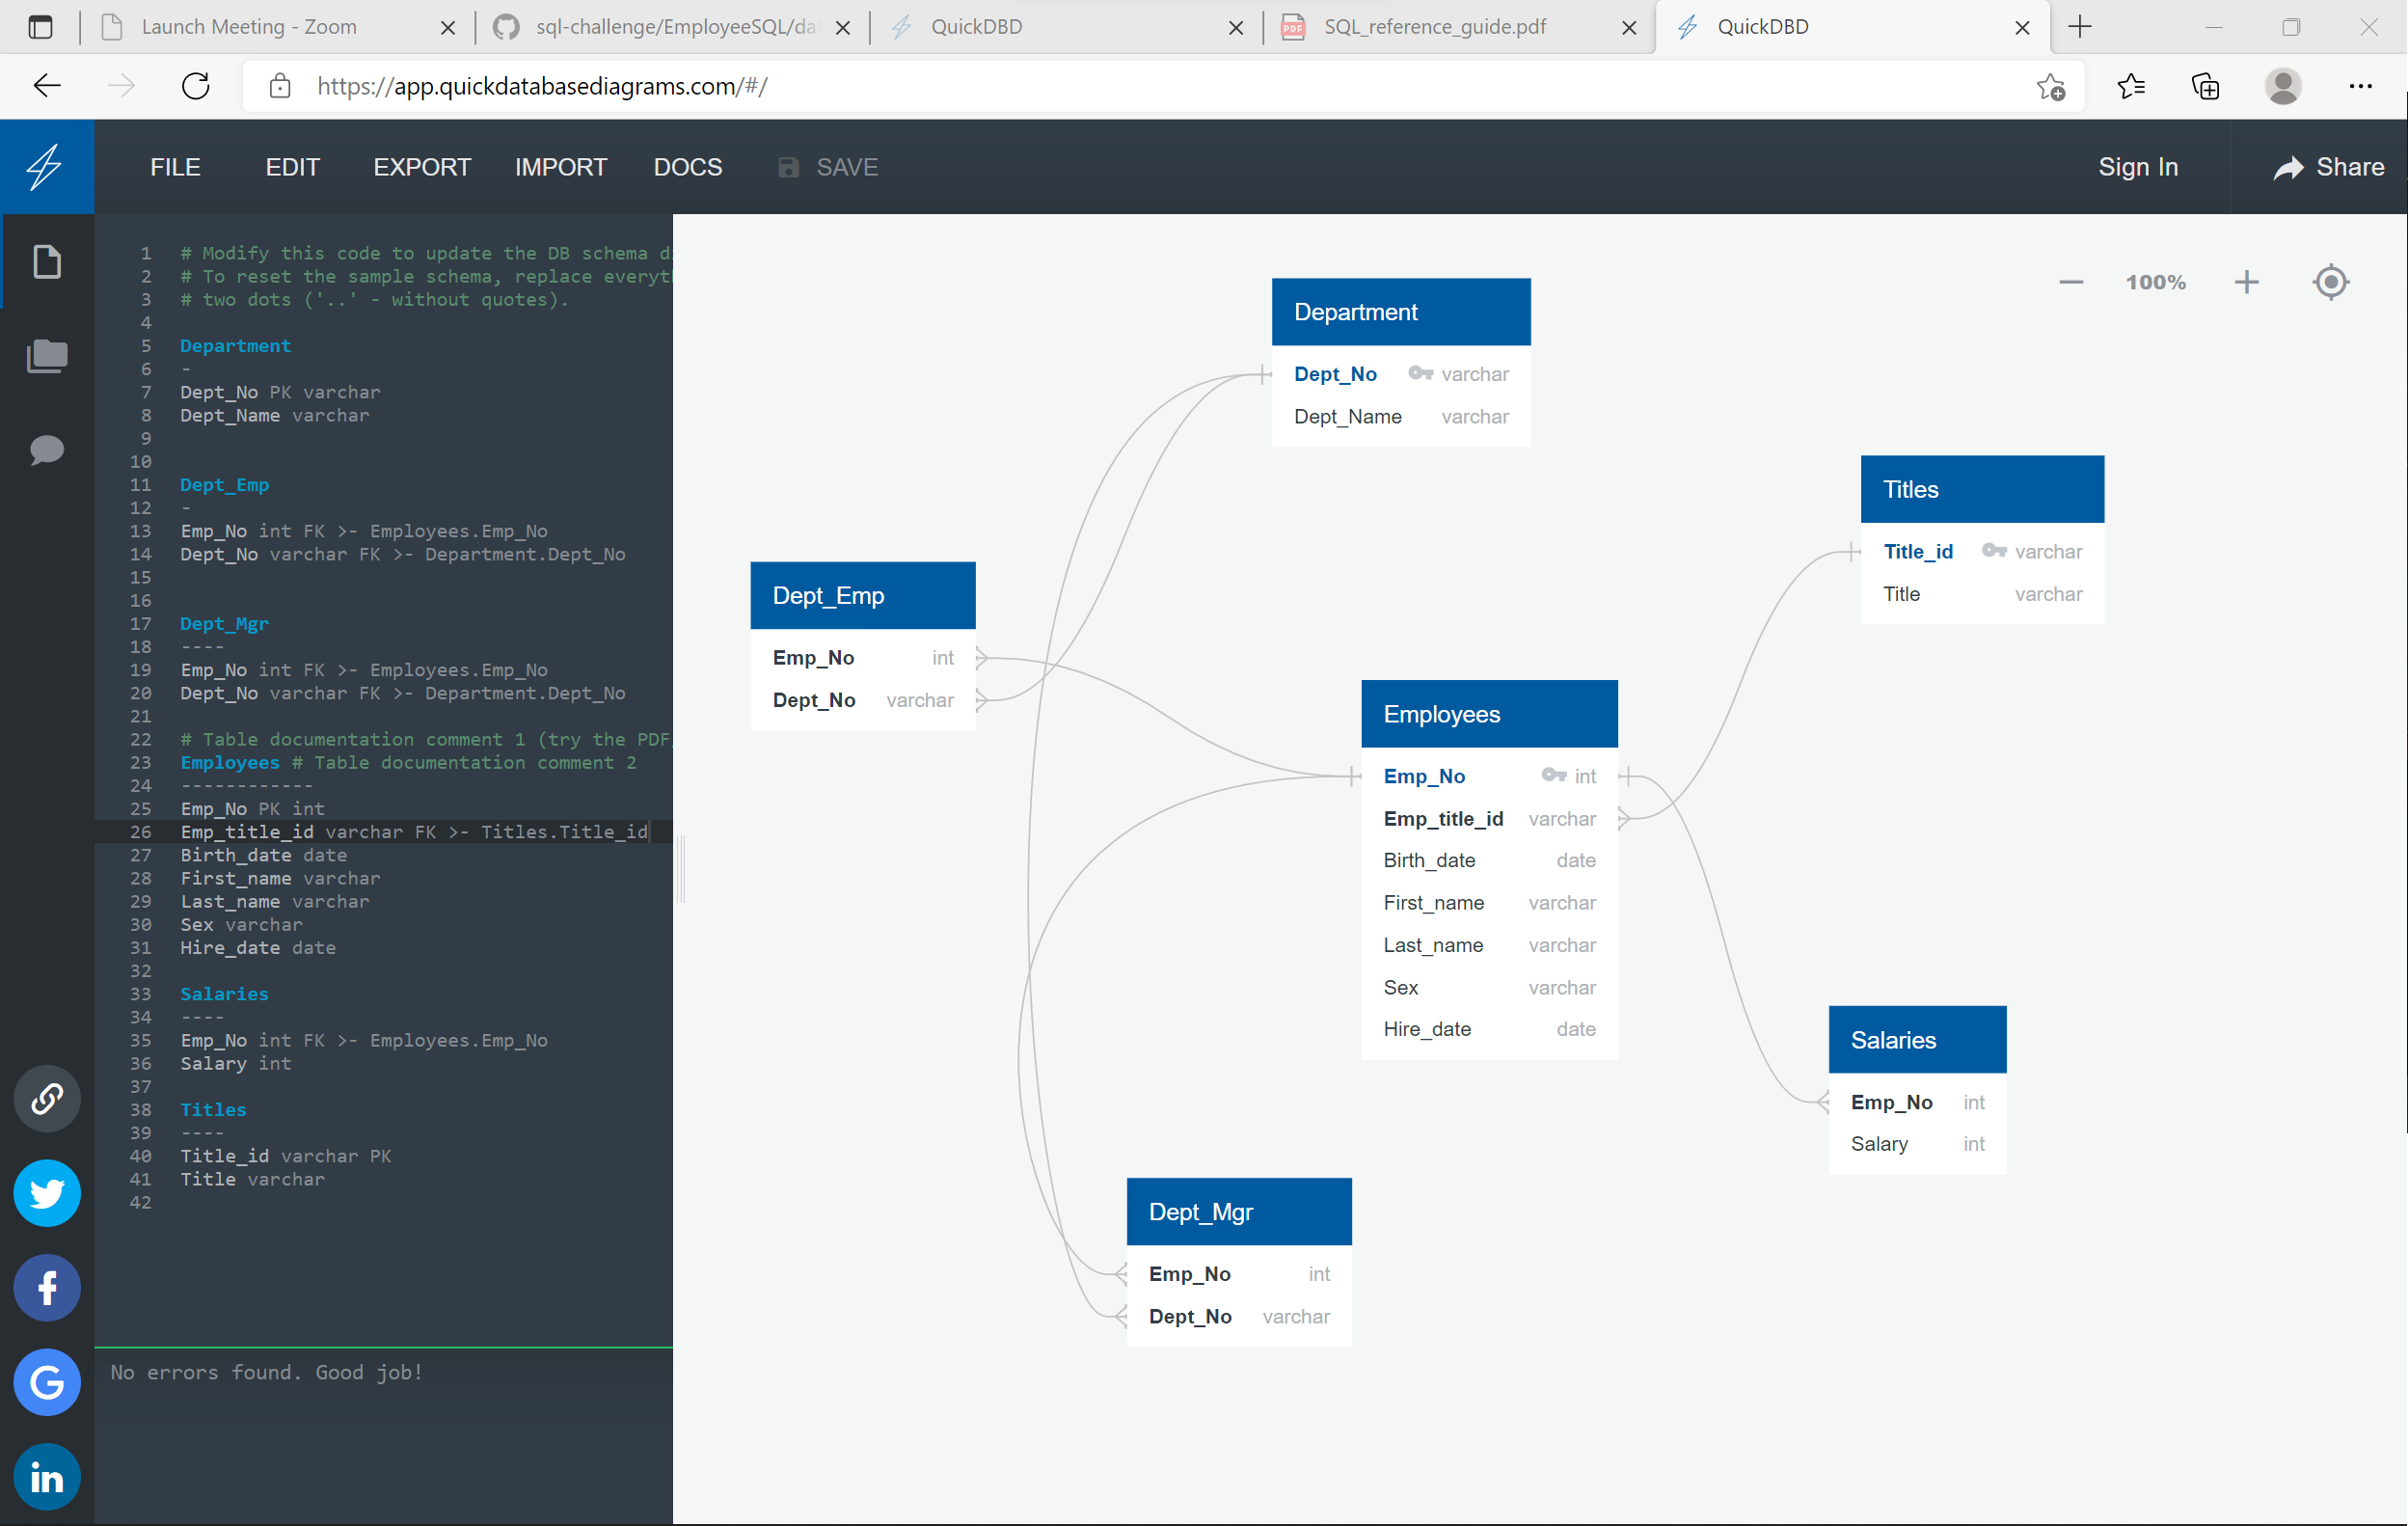 Launch Meeting - Zoom
sql-challenge/EmployeeSQL/da
QuickDBD
PDF
SQL_reference_guide.pdf
QuickDBD
https://app.quickdatabasediagrams.com/#/
FILE
EDIT
EXPORT
IMPORT
DOCS
SAVE
Sign In
Share
1 # Modify this code to update the DB schema d
2 # To reset the sample schema, replace everyt
3 # two dots ('..' - without quotes).
4
5 Department
6 -
7 Dept_No PK varchar
8 Dept_Name varchar
9
10
11 Dept_Emp
12 -
13 Emp_No int FK >- Employees.Emp_No
14 Dept_No varchar FK >- Department.Dept_No
15
16
17 Dept_Mgr
18 ----
19 Emp_No int FK >- Employees.Emp_No
20 Dept_No varchar FK >- Department.Dept_No
21
22 # Table documentation comment 1 (try the PDF
23 Employees # Table documentation comment 2
24 ------------
25 Emp_No PK int
26 Emp_title_id varchar FK >- Titles.Title_id
27 Birth_date date
28 First_name varchar
29 Last_name varchar
30 Sex varchar
31 Hire_date date
32
33 Salaries
34 ----
35 Emp_No int FK >- Employees.Emp_No
36 Salary int
37
38 Titles
39 ----
40 Title_id varchar PK
41 Title varchar
42
No errors found. Good job!
100%
Department
Dept_No varchar
Dept_Name varchar
Titles
Title_id varchar
Title varchar
Dept_Emp
Emp_No int
Dept_No varchar
Employees
Emp_No int
Emp_title_id varchar
Birth_date date
First_name varchar
Last_name varchar
Sex varchar
Hire_date date
Salaries
Emp_No int
Salary int
Dept_Mgr
Emp_No int
Dept_No varchar
f
G
in